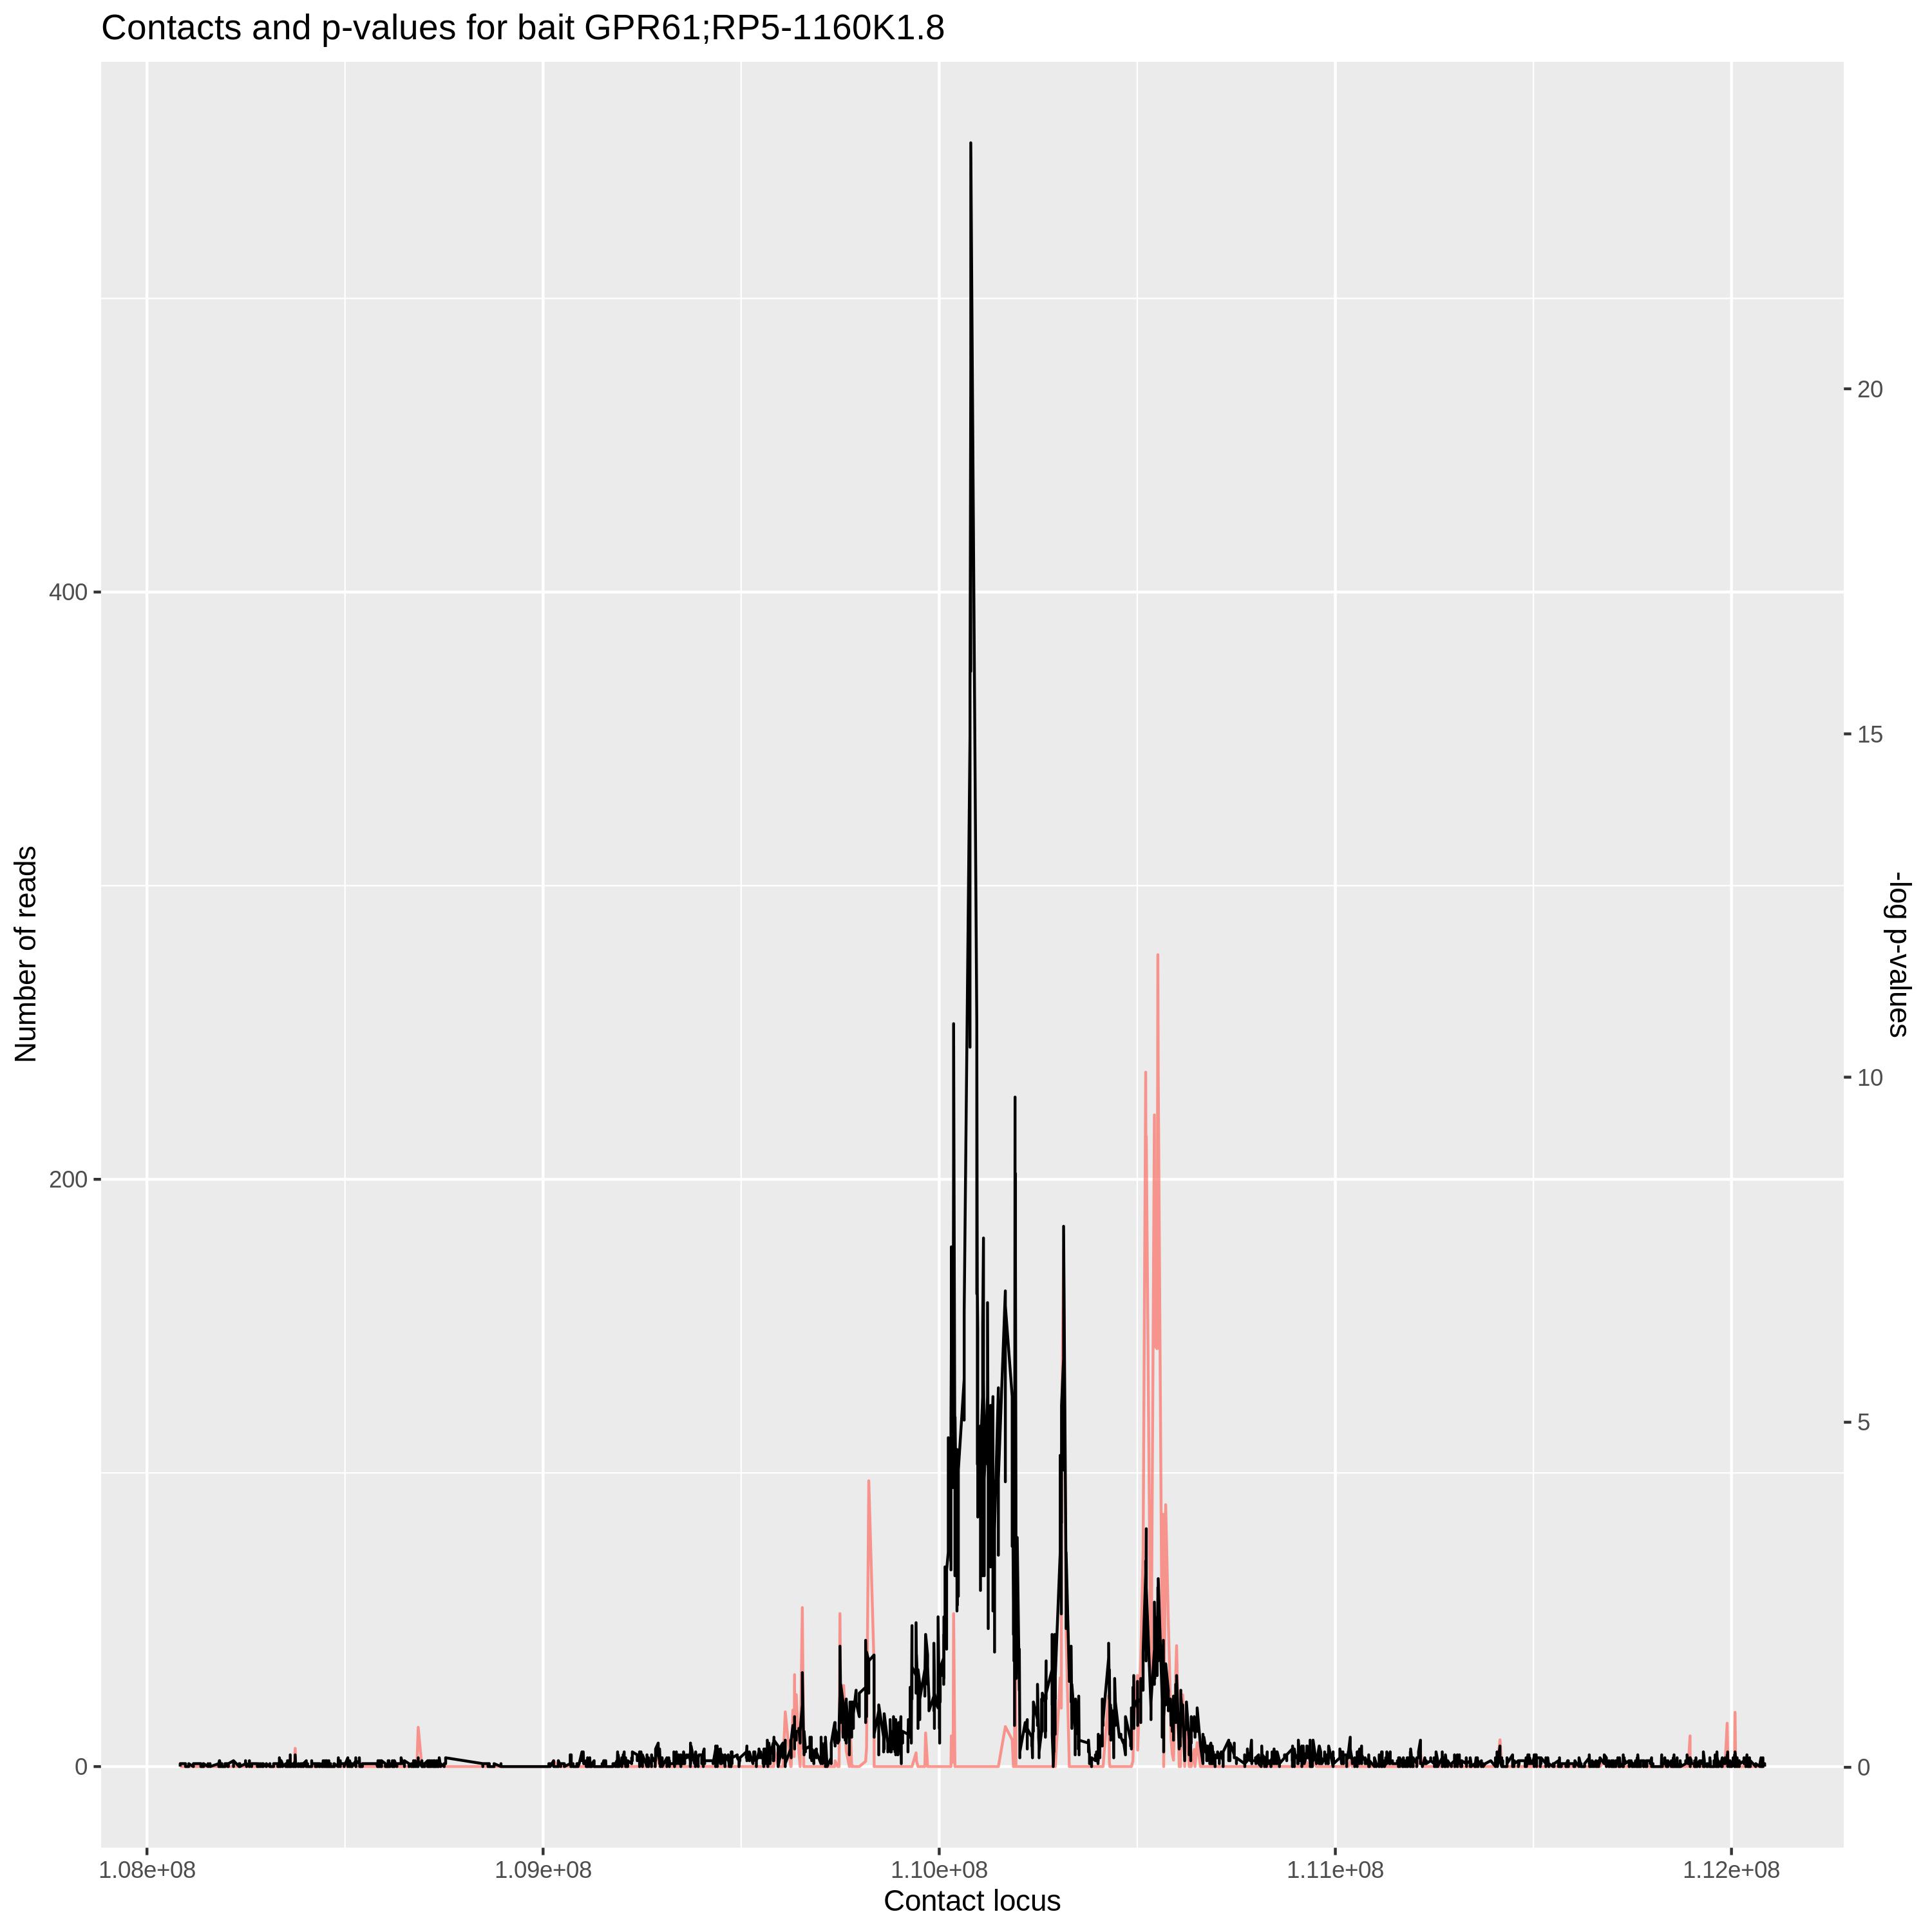 Contacts and p-values for bait GPR61;RP5-1160K1.8
Number of reads
400
200
0
20
15
10
5
0
-log p-values
1.08e+08
1.09e+08
1.10e+08
1.11e+08
1.12e+08
Contact locus